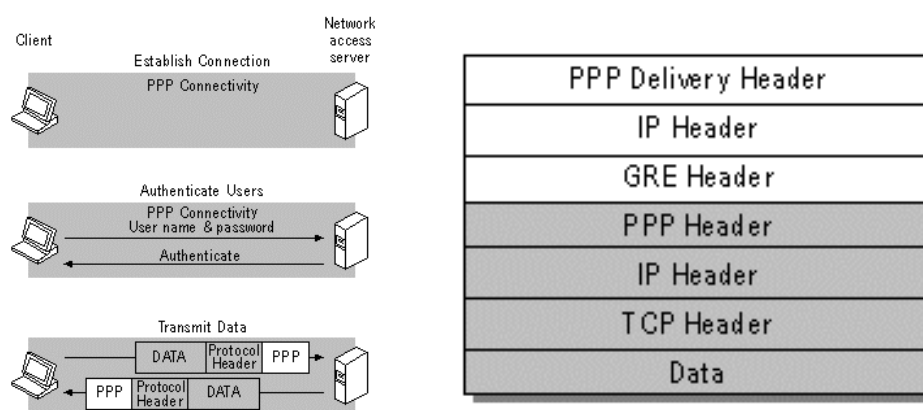 Client
Network
access
server
Establish Connection
PPP Connectivity
Authenticate Users
PPP Connectivity
User name & password
Authenticate
Transmit Data
DATA
Protocol
Header
PPP
PPP
Protocol
Header
DATA
PPP Delivery Header
IP Header
GRE Header
PPP Header
IP Header
TCP Header
Data